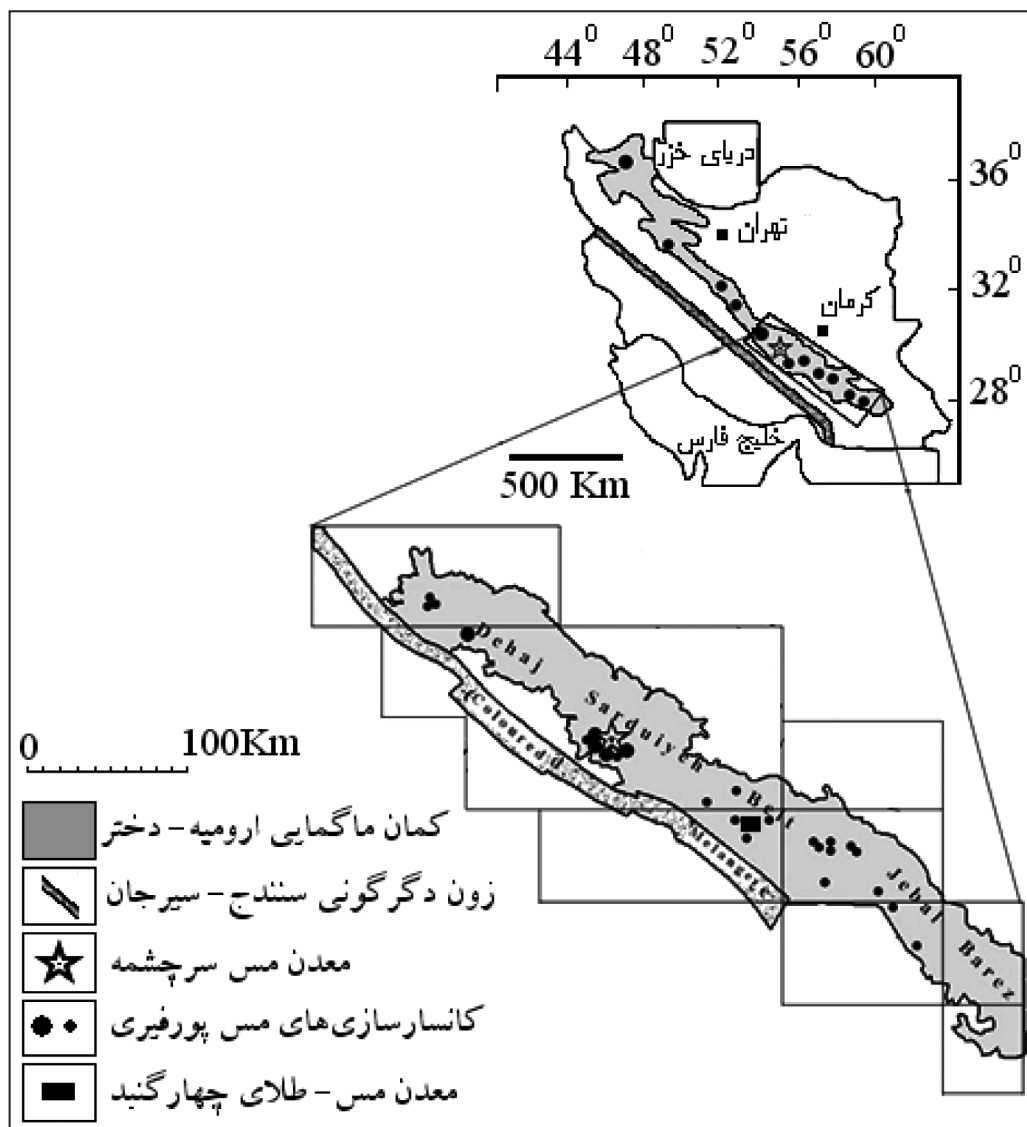 44⁰ 48⁰ 52⁰ 56⁰ 60⁰
36⁰
32⁰
28⁰
دریای خزر
تهران
کرمان
خلیج فارس
500 Km
Dehaj
Sarduiyeh
Belt
Jebal
Barez
Coloured
Melange
0 100Km
کمان ماگمایی ارومیه - دختر
زون دگرگونی سنندج - سیرجان
معدن مس سرچشمه
کانسارسازی‌های مس پورفیری
معدن مس - طلای چهارگنبد